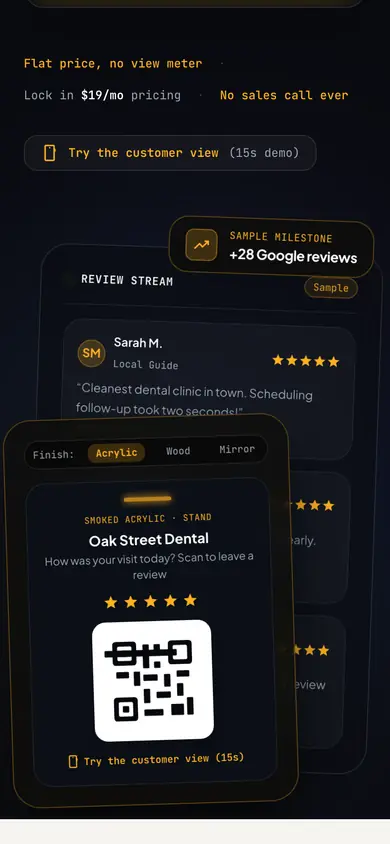 Flat price, no view meter ·
Lock in $19/mo pricing · No sales call ever
Try the customer view (15s demo)
SAMPLE MILESTONE
+28 Google reviews
REVIEW STREAM
Sample
SM
Sarah M.
Local Guide
"Cleanest dental clinic in town. Scheduling
follow-up took two seconds!"
early.
eview
Finish: Acrylic Wood Mirror
SMOKED ACRYLIC · STAND
Oak Street Dental
How was your visit today? Scan to leave a
review
Try the customer view (15s)